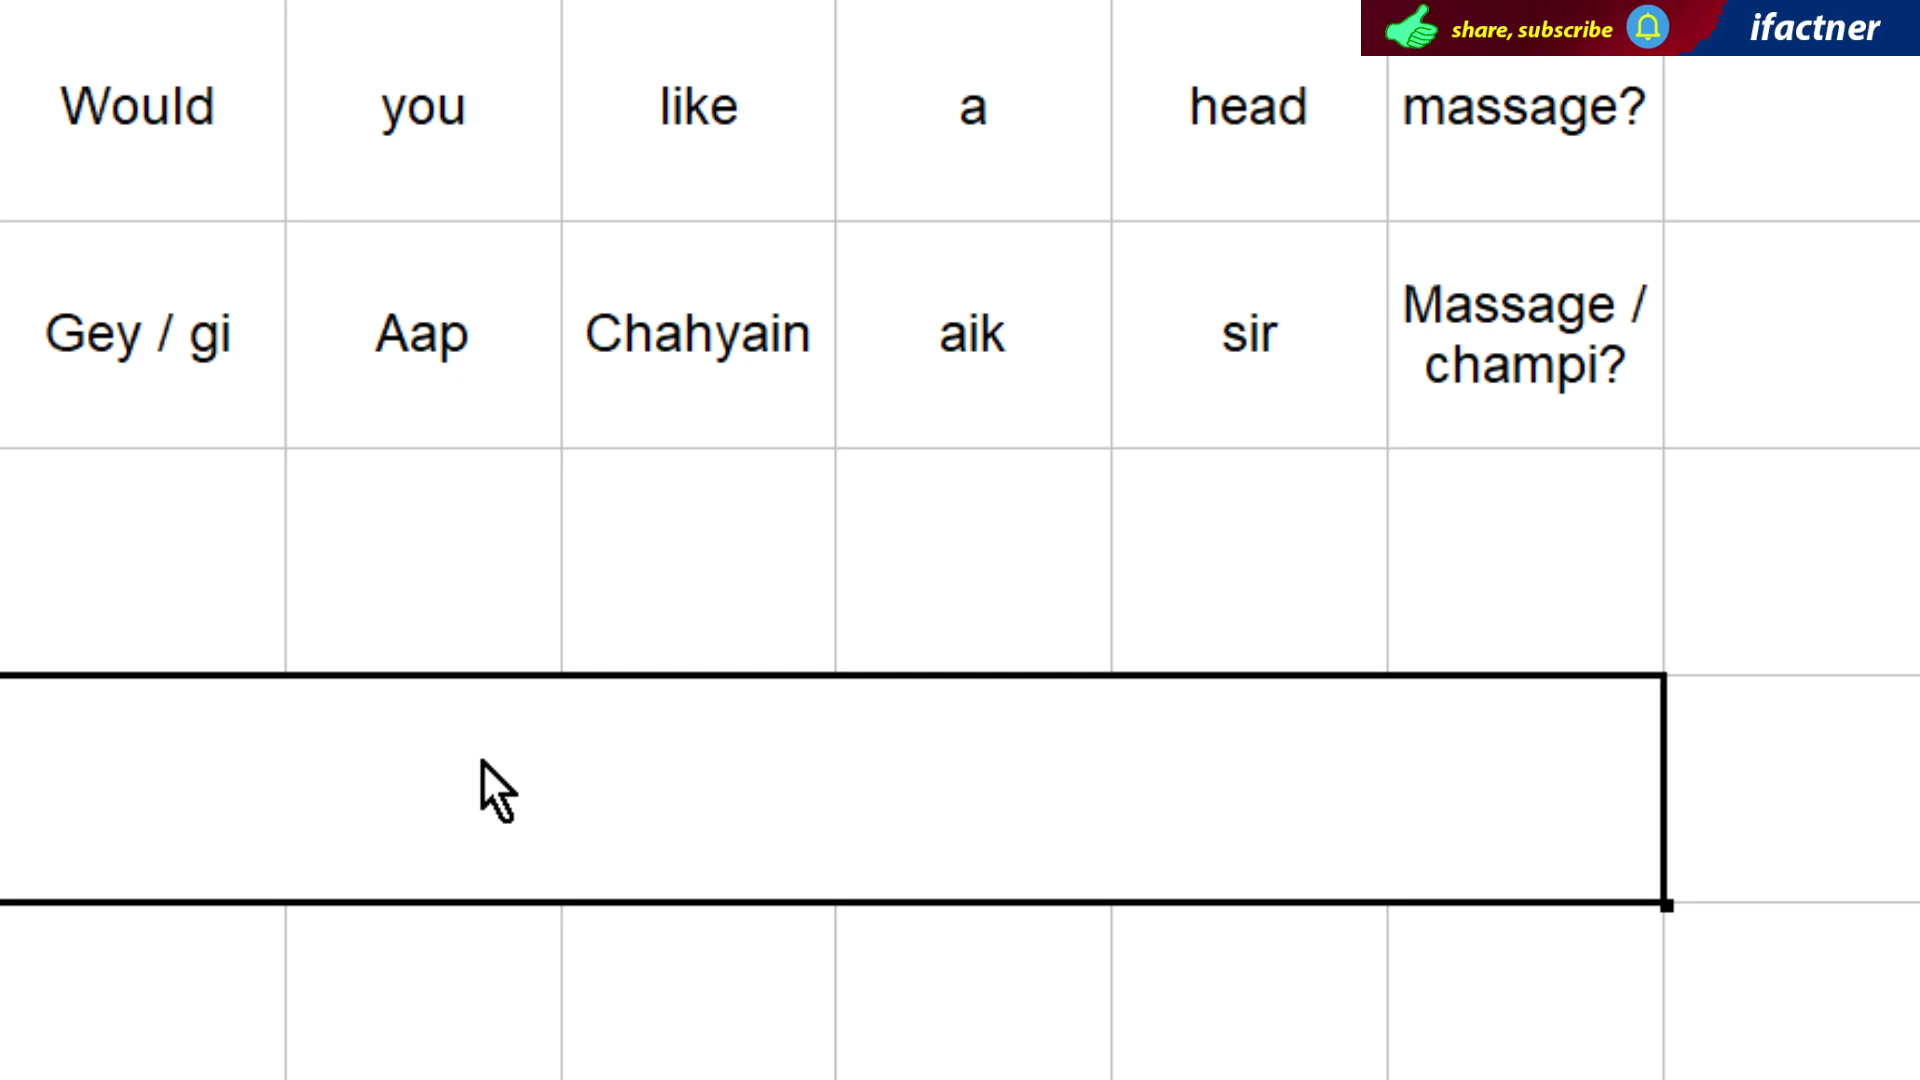 share, subscribe ifactner
Would you like a head massage?
Gey / gi Aap Chahyain aik sir Massage /
champi?